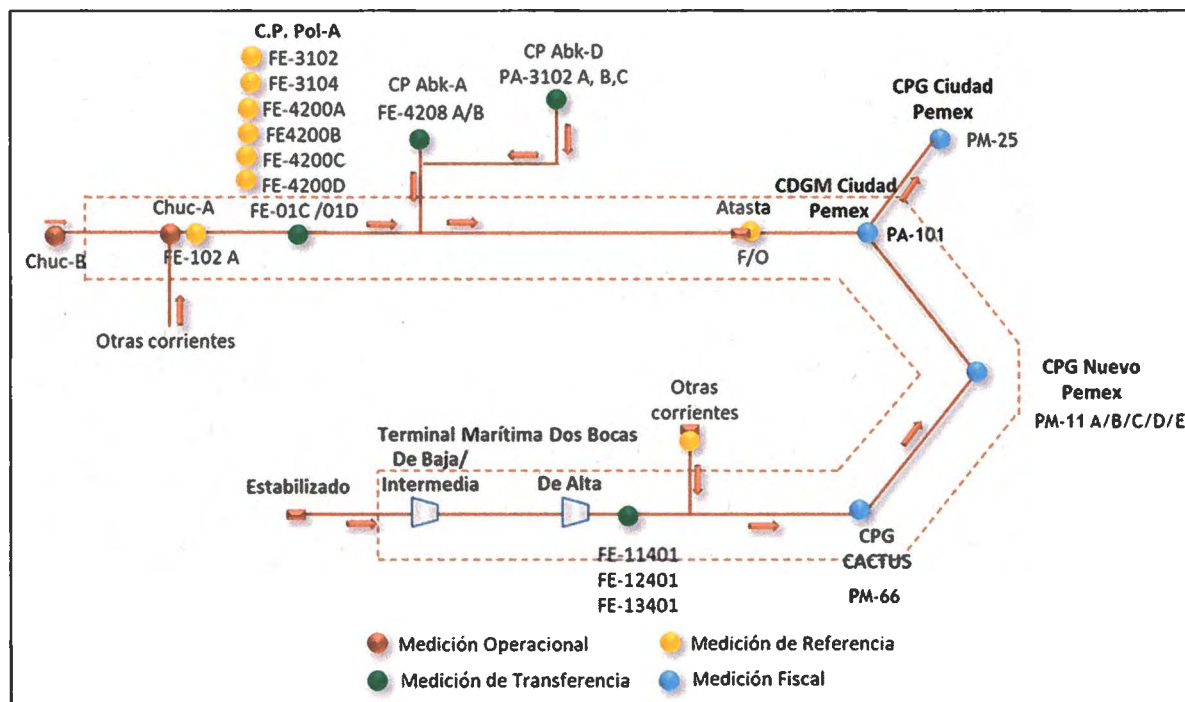 C.P. Pol-A
FE-3102
FE-3104
FE-4200A
FE4200B
FE-4200C
FE-4200D
CP Abk-A
FE-4208 A/B
CP Abk-D
PA-3102 A, B,C
CPG Ciudad
Pemex
PM-25
CDGM Ciudad
Pemex
PA-101
Chuc-A
FE-01C /01D
Atasta
Chuc-B
FE-102 A
F/O
Otras corrientes
CPG Nuevo
Pemex
PM-11 A/B/C/D/E
Otras
corrientes
Terminal Marítima Dos Bocas
De Baja/
Intermedia
De Alta
Estabilizado
FE-11401
FE-12401
FE-13401
CPG
CACTUS
PM-66
Medición Operacional
Medición de Referencia
Medición de Transferencia
Medición Fiscal